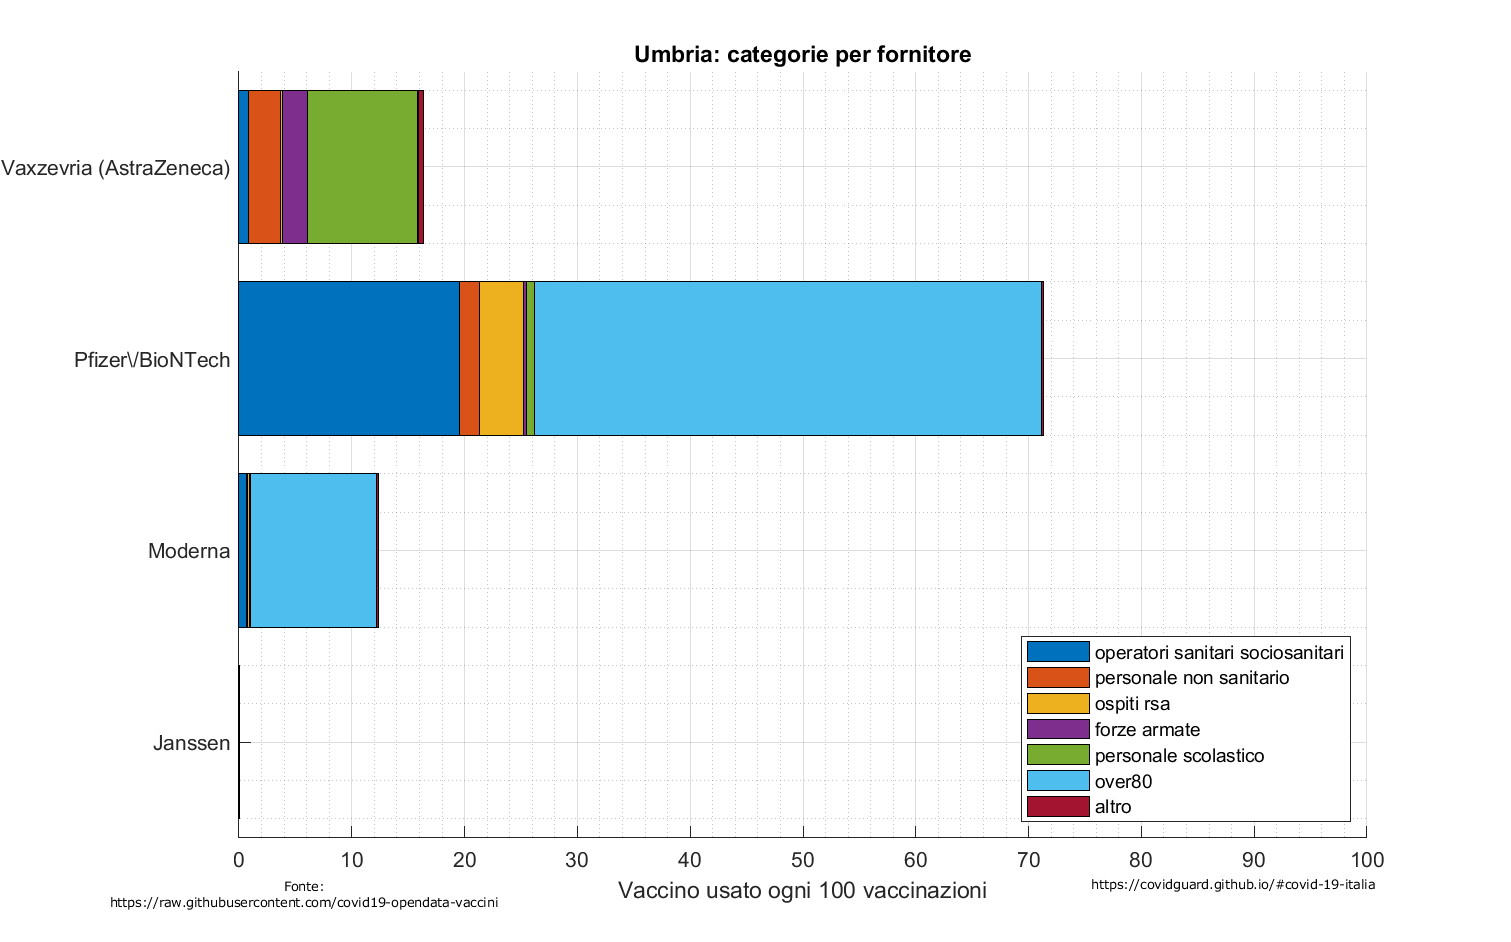 Umbria: categorie per fornitore
Vaxzevria (AstraZeneca)
Pfizer\/BioNTech
Moderna
Janssen
operatori sanitari sociosanitari
personale non sanitario
ospiti rsa
forze armate
personale scolastico
over80
altro
0 10 20 30 40 50 60 70 80 90 100
Vaccino usato ogni 100 vaccinazioni
Fonte:
https://raw.githubusercontent.com/covid19-opendata-vaccini
https://covidguard.github.io/#covid-19-italia